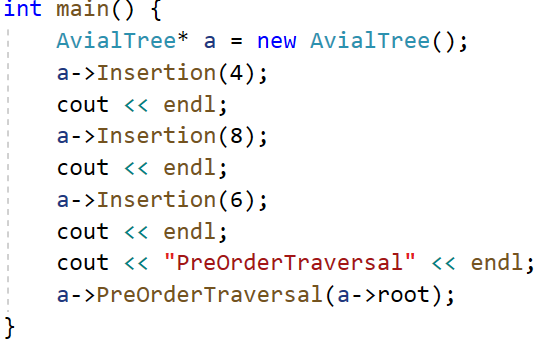 int main() {
    AvialTree* a = new AvialTree();
    a->Insertion(4);
    cout << endl;
    a->Insertion(8);
    cout << endl;
    a->Insertion(6);
    cout << endl;
    cout << "PreOrderTraversal" << endl;
    a->PreOrderTraversal(a->root);
}